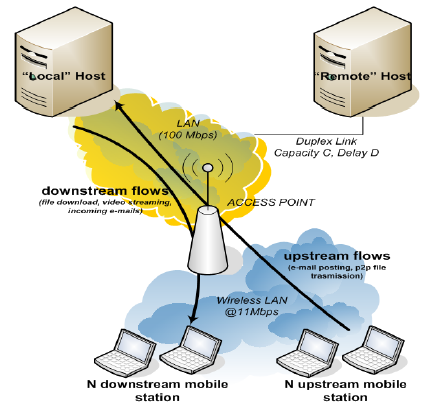 “Local” Host
“Remote” Host
LAN
(100 Mbps)
Duplex Link
Capacity C, Delay D
downstream flows
(file download, video streaming,
incoming e-mails)
ACCESS POINT
upstream flows
(e-mail posting, p2p file
trasmission)
Wireless LAN
@11Mbps
N downstream mobile
station
N upstream mobile
station